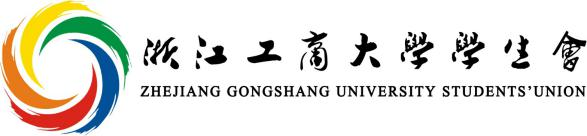 浙江工商大學學生會
ZHEJIANG GONGSHANG UNIVERSITY STUDENTS'UNION